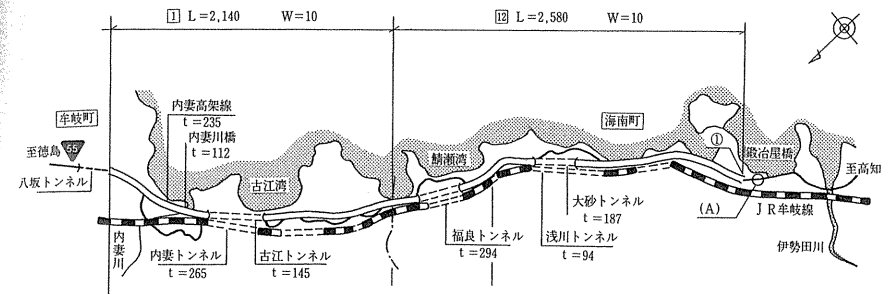 1 L=2,140 W=10
12 L=2,580 W=10
牟岐町
至徳島
55
八坂トンネル
内妻高架線
t=235
内妻川橋
t=112
古江湾
鯖瀬湾
海南町
①
鍛冶屋橋
至高知
(A)
JR牟岐線
大砂トンネル
t=187
内妻川
内妻トンネル
t=265
古江トンネル
t=145
福良トンネル
t=294
浅川トンネル
t=94
伊勢田川